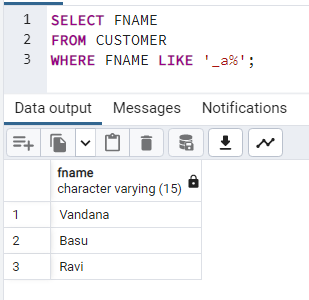 1 SELECT FNAME
2 FROM CUSTOMER
3 WHERE FNAME LIKE '_a%';
Data output Messages Notifications
fname
character varying (15)
1 Vandana
2 Basu
3 Ravi